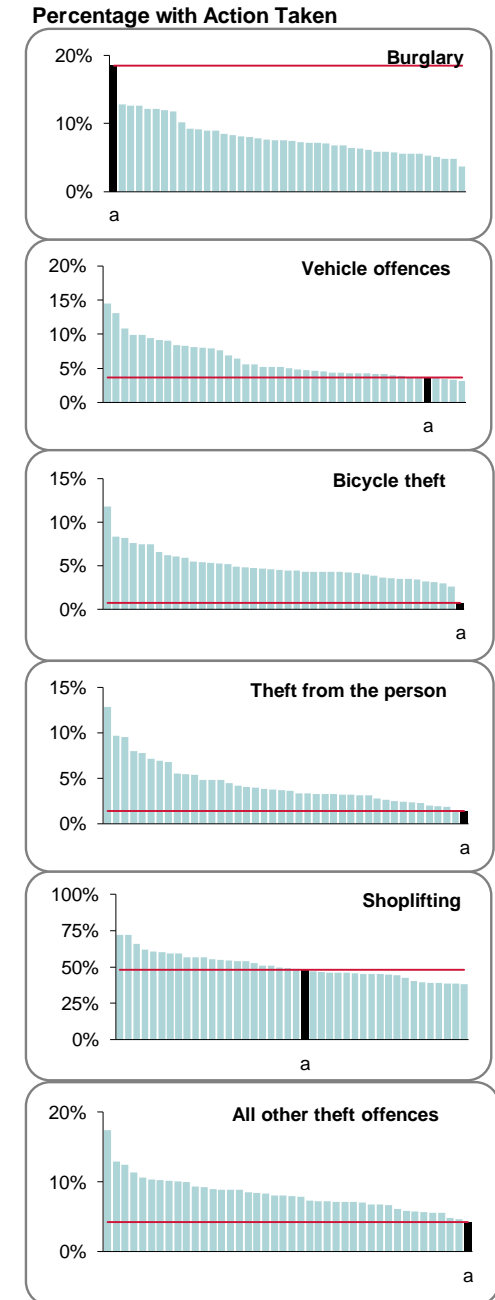 Percentage with Action Taken
Burglary
20%
10%
0%
a
Vehicle offences
20%
15%
10%
5%
0%
a
Bicycle theft
15%
10%
5%
0%
a
Theft from the person
15%
10%
5%
0%
a
Shoplifting
100%
75%
50%
25%
0%
a
All other theft offences
20%
10%
0%
a